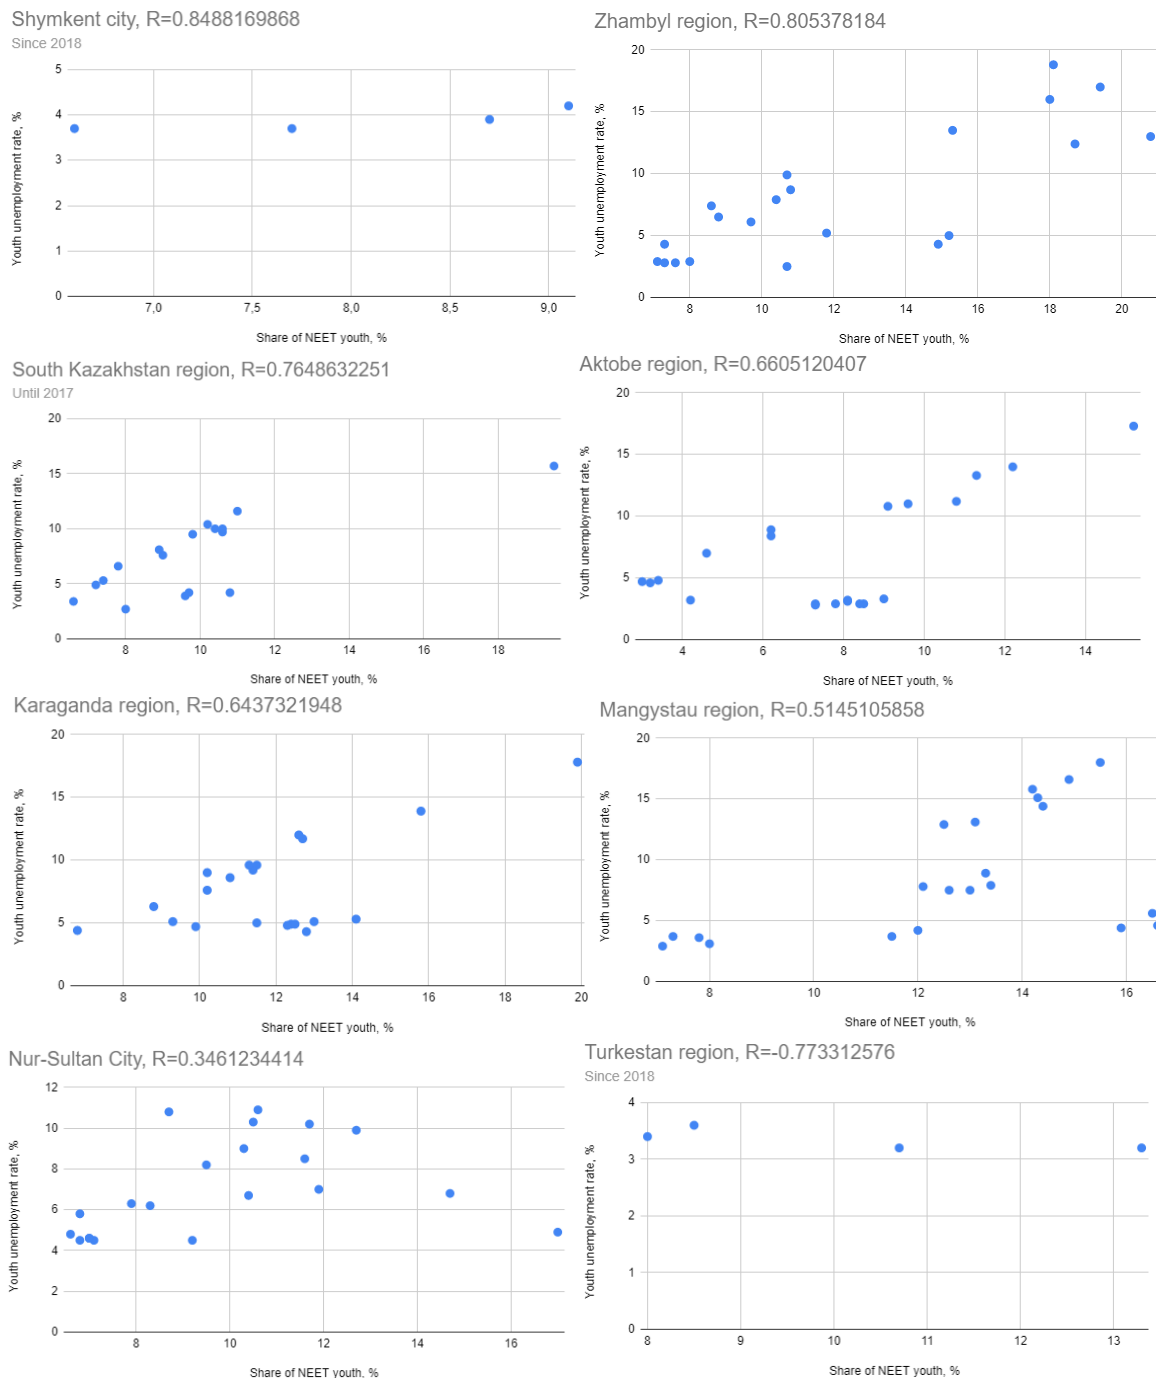 Shymkent city, R=0.8488169868
Since 2018
5
4
3
2
1
0
Youth unemployment rate, %
7,0 7,5 8,0 8,5 9,0
Share of NEET youth, %
Zhambyl region, R=0.805378184
20
15
10
5
0
Youth unemployment rate, %
8 10 12 14 16 18 20
Share of NEET youth, %
South Kazakhstan region, R=0.7648632251
Until 2017
20
15
10
5
0
Youth unemployment rate, %
8 10 12 14 16 18
Share of NEET youth, %
Aktobe region, R=0.6605120407
20
15
10
5
0
Youth unemployment rate, %
4 6 8 10 12 14
Share of NEET youth, %
Karaganda region, R=0.6437321948
20
15
10
5
0
Youth unemployment rate, %
8 10 12 14 16 18 20
Share of NEET youth, %
Mangystau region, R=0.5145105858
20
15
10
5
0
Youth unemployment rate, %
8 10 12 14 16
Share of NEET youth, %
Nur-Sultan City, R=0.3461234414
12
10
8
6
4
2
0
Youth unemployment rate, %
8 10 12 14 16
Share of NEET youth, %
Turkestan region, R=-0.773312576
Since 2018
4
3
2
1
0
Youth unemployment rate, %
8 9 10 11 12 13
Share of NEET youth, %